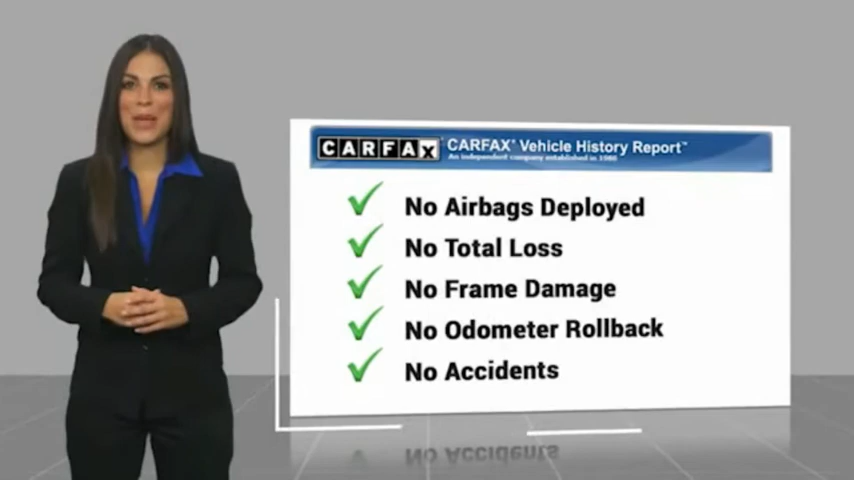 CARFAX CARFAX® Vehicle History Report™
An independent company established in 1986
No Airbags Deployed
No Total Loss
No Frame Damage
No Odometer Rollback
No Accidents
No Accidents